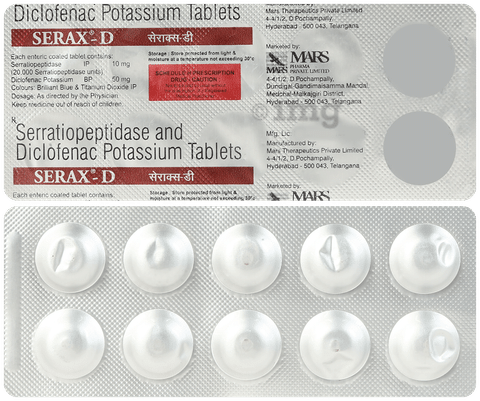 Diclofenac Potassium Tablets
SERAX®-D सेराक्स-डी
Each enteric coated tablet contains:
Serratiopeptidase IP 10 mg
(20,000 Serratiopeptidase units)
Diclofenac Potassium BP 50 mg
Colours: Brilliant Blue & Titanium Dioxide IP
Dosage: As directed by the Physician
Keep medicine out of reach of children.
Storage : Store protected from light &
moisture at a temperature not exceeding 30°c
SCHEDULE H PRESCRIPTION
DRUG - CAUTION
Mars Therapeutics Private Limited
4-4/1/2, D.Pochampally,
Hyderabad - 500 043, Telangana
Marketed by:
MARS
PHARMA
PRIVATE LIMITED
MARS
4-4/1/2, D.Pochampally,
Dundigal-Gandimaisamma Mandal,
Medchal-Malkajgiri District,
Hyderabad - 500 043, Telangana.
1mg
Rx
Serratiopeptidase and
Diclofenac Potassium Tablets
SERAX®-D सेराक्स-डी
Each enteric coated tablet contains:
Storage : Store protected from light &
moisture at a temperature not exceeding 30°c
Mfg. Lic.
Manufactured by:
Mars Therapeutics Private Limited
4-4/1/2, D.Pochampally,
Hyderabad - 500 043, Telangana
Marketed by:
MARS